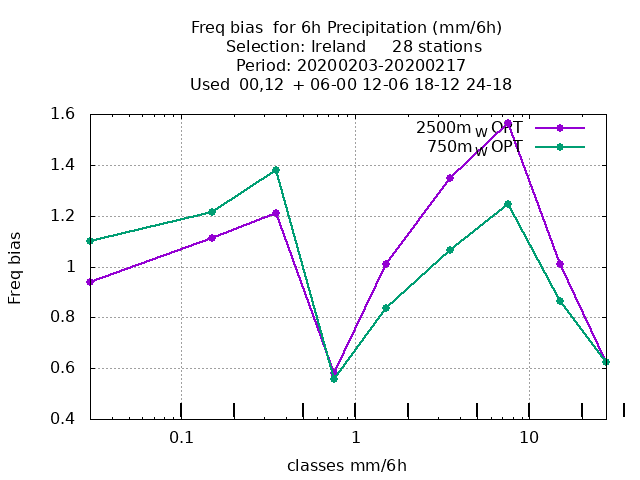 Freq bias  for 6h Precipitation (mm/6h)
Selection: Ireland     28 stations
Period: 20200203-20200217
Used  00,12  + 06-00 12-06 18-12 24-18
2500m_W OPT
750m_W OPT
1.6
1.4
1.2
1
0.8
0.6
0.4
Freq bias
0.1 1 10
classes mm/6h